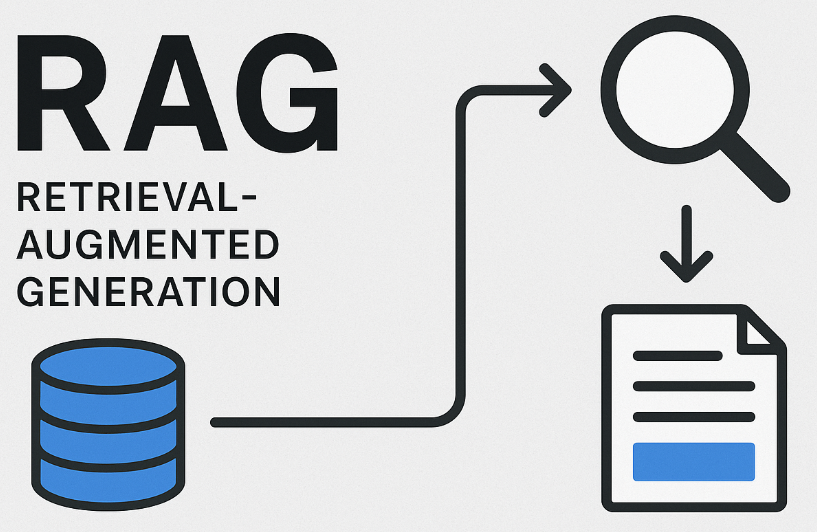 RAG
RETRIEVAL-
AUGMENTED
GENERATION